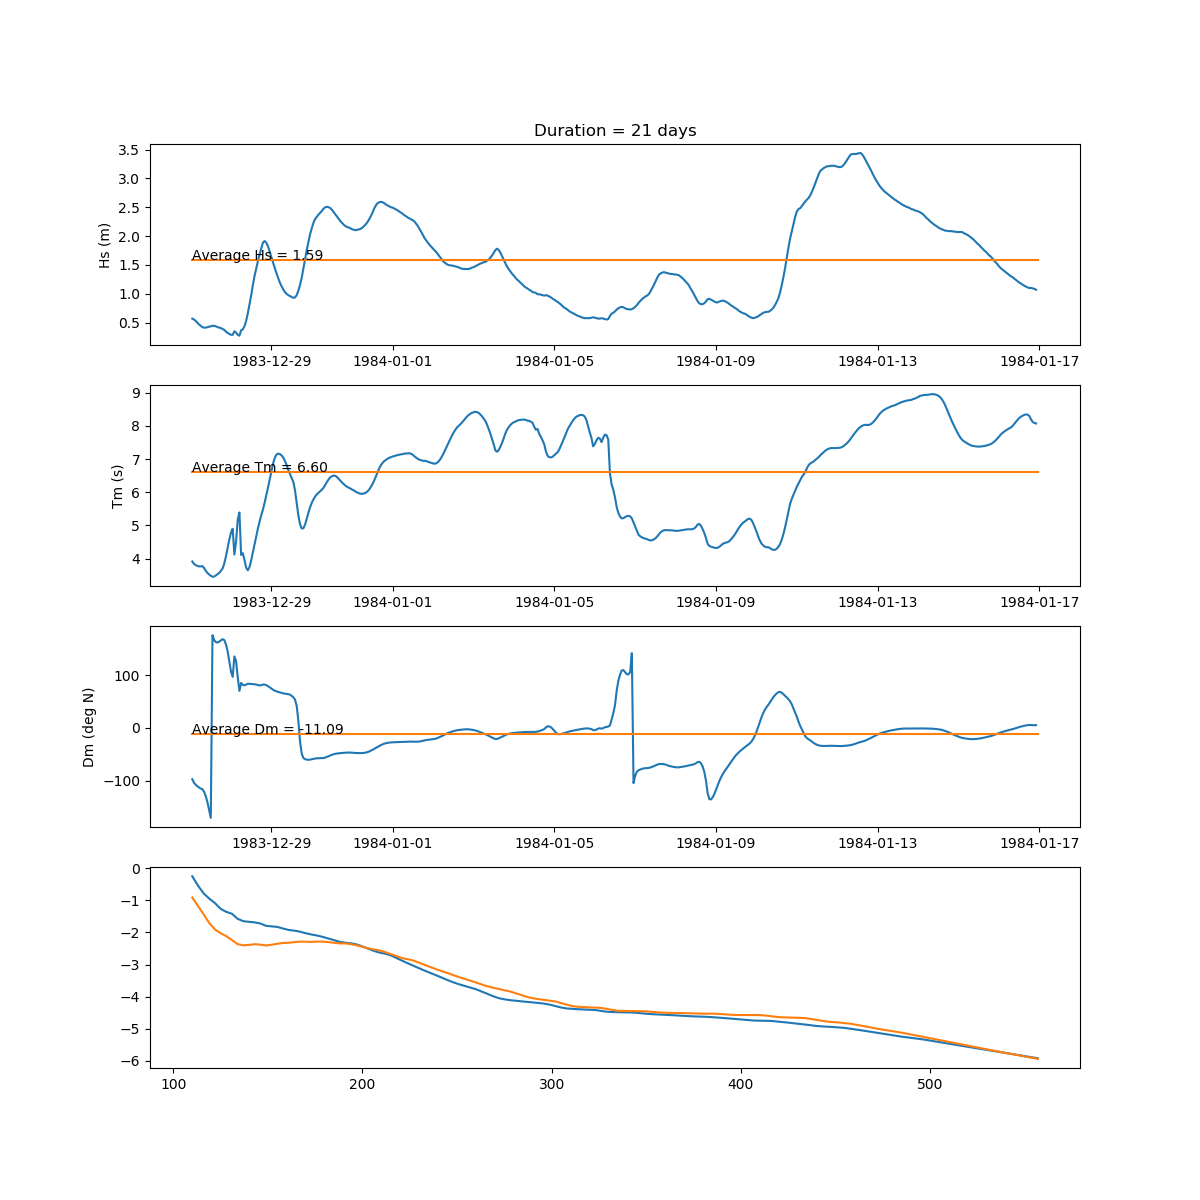 Duration = 21 days
3.5
3.0
2.5
2.0
1.5
1.0
0.5
Hs (m)
Average Hs = 1.59
1983-12-29 1984-01-01 1984-01-05 1984-01-09 1984-01-13 1984-01-17
9
8
7
6
5
4
Tm (s)
Average Tm = 6.60
1983-12-29 1984-01-01 1984-01-05 1984-01-09 1984-01-13 1984-01-17
100
0
−100
Dm (deg N)
Average Dm = -11.09
1983-12-29 1984-01-01 1984-01-05 1984-01-09 1984-01-13 1984-01-17
0
−1
−2
−3
−4
−5
−6
100 200 300 400 500